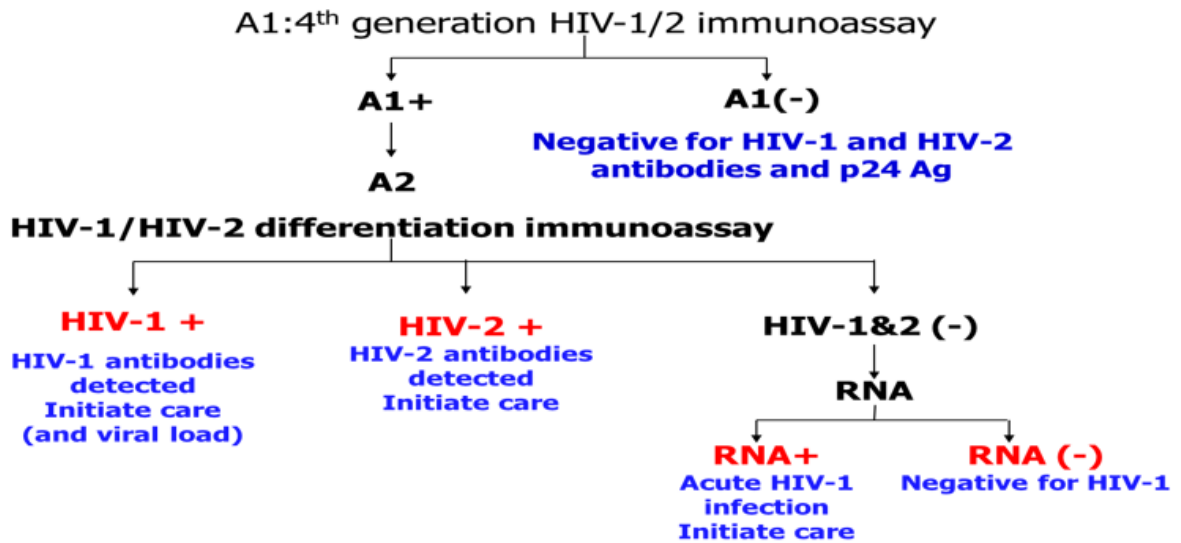 A1:4th generation HIV-1/2 immunoassay
A1+
A1(-)
Negative for HIV-1 and HIV-2
antibodies and p24 Ag
A2
HIV-1/HIV-2 differentiation immunoassay
HIV-1 +
HIV-1 antibodies
detected
Initiate care
(and viral load)
HIV-2 +
HIV-2 antibodies
detected
Initiate care
HIV-1&2 (-)
RNA
RNA+
Acute HIV-1
infection
Initiate care
RNA (-)
Negative for HIV-1